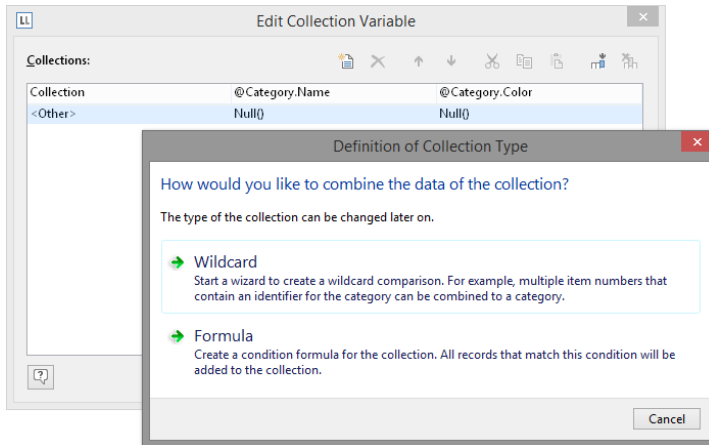 LL
Edit Collection Variable
Collections:
Collection @Category.Name @Category.Color
<Other> Null() Null()
Definition of Collection Type
How would you like to combine the data of the collection?
The type of the collection can be changed later on.
Wildcard
Start a wizard to create a wildcard comparison. For example, multiple item numbers that
contain an identifier for the category can be combined to a category.
Formula
Create a condition formula for the collection. All records that match this condition will be
added to the collection.
Cancel